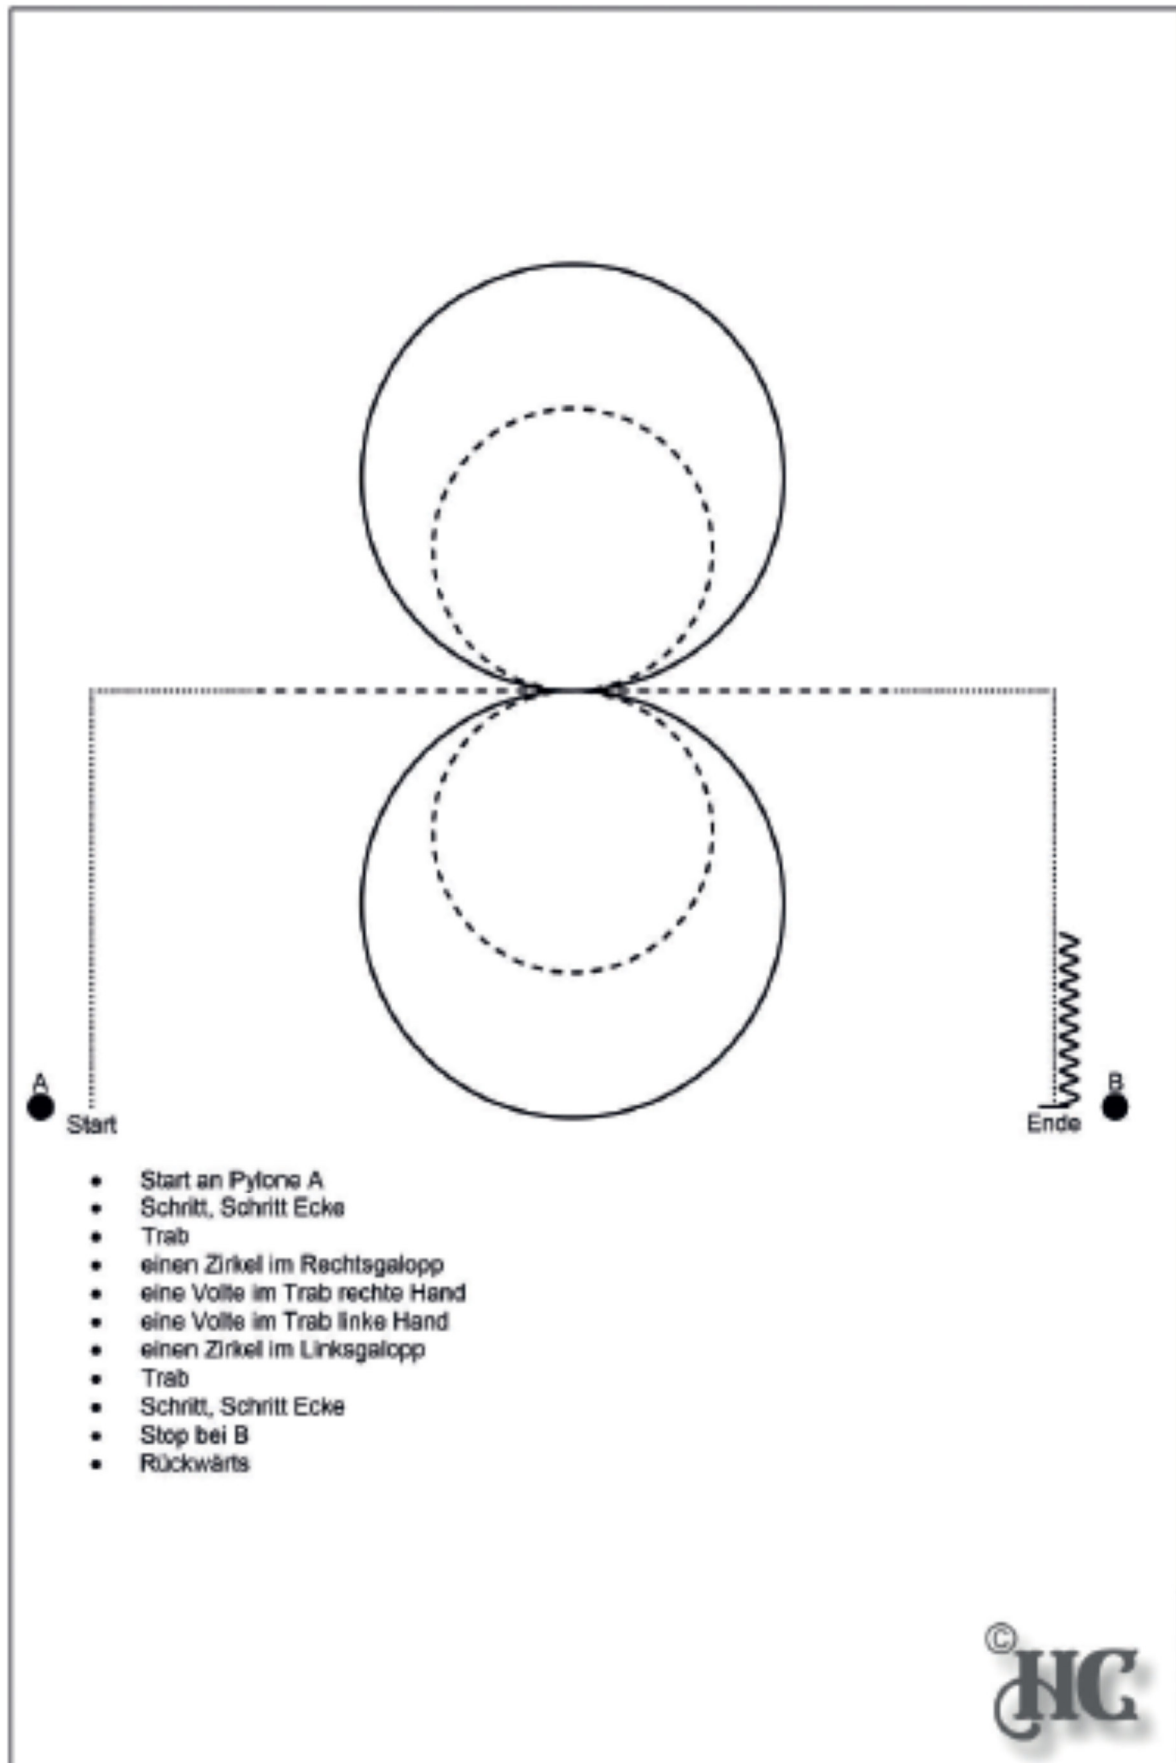 A
Start
B
Ende
Start an Pylone A
Schritt, Schritt Ecke
Trab
einen Zirkel im Rechtsgalopp
eine Volte im Trab rechte Hand
eine Volte im Trab linke Hand
einen Zirkel im Linksgalopp
Trab
Schritt, Schritt Ecke
Stop bei B
Rückwärts
©HC